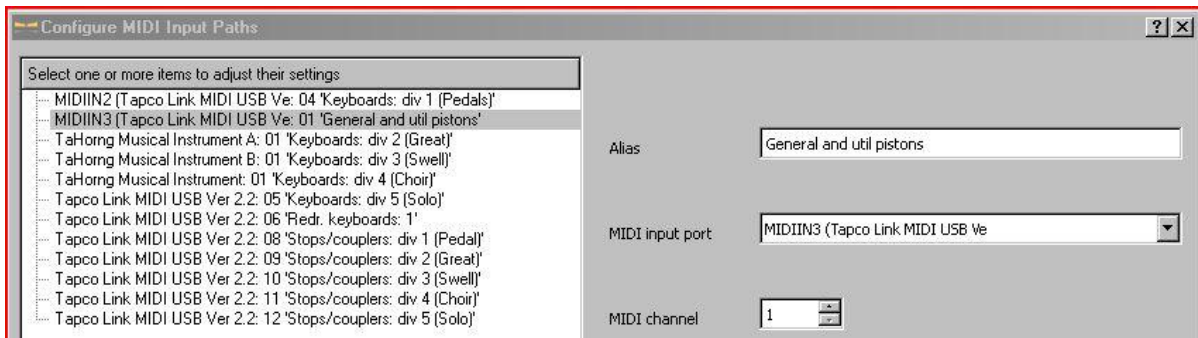 Configure MIDI Input Paths
Select one or more items to adjust their settings
MIDIIN2 (Tapco Link MIDI USB Ve: 04 'Keyboards: div 1 (Pedals)'
MIDIIN3 (Tapco Link MIDI USB Ve: 01 'General and util pistons'
TaHorng Musical Instrument A: 01 'Keyboards: div 2 (Great)'
TaHorng Musical Instrument B: 01 'Keyboards: div 3 (Swell)'
TaHorng Musical Instrument: 01 'Keyboards: div 4 (Choir)'
Tapco Link MIDI USB Ver 2.2: 05 'Keyboards: div 5 (Solo)'
Tapco Link MIDI USB Ver 2.2: 06 'Redr. keyboards: 1'
Tapco Link MIDI USB Ver 2.2: 08 'Stops/couplers: div 1 (Pedal)'
Tapco Link MIDI USB Ver 2.2: 09 'Stops/couplers: div 2 (Great)'
Tapco Link MIDI USB Ver 2.2: 10 'Stops/couplers: div 3 (Swell)'
Tapco Link MIDI USB Ver 2.2: 11 'Stops/couplers: div 4 (Choir)'
Tapco Link MIDI USB Ver 2.2: 12 'Stops/couplers: div 5 (Solo)'
Alias General and util pistons
MIDI input port MIDIIN3 (Tapco Link MIDI USB Ve
MIDI channel 1